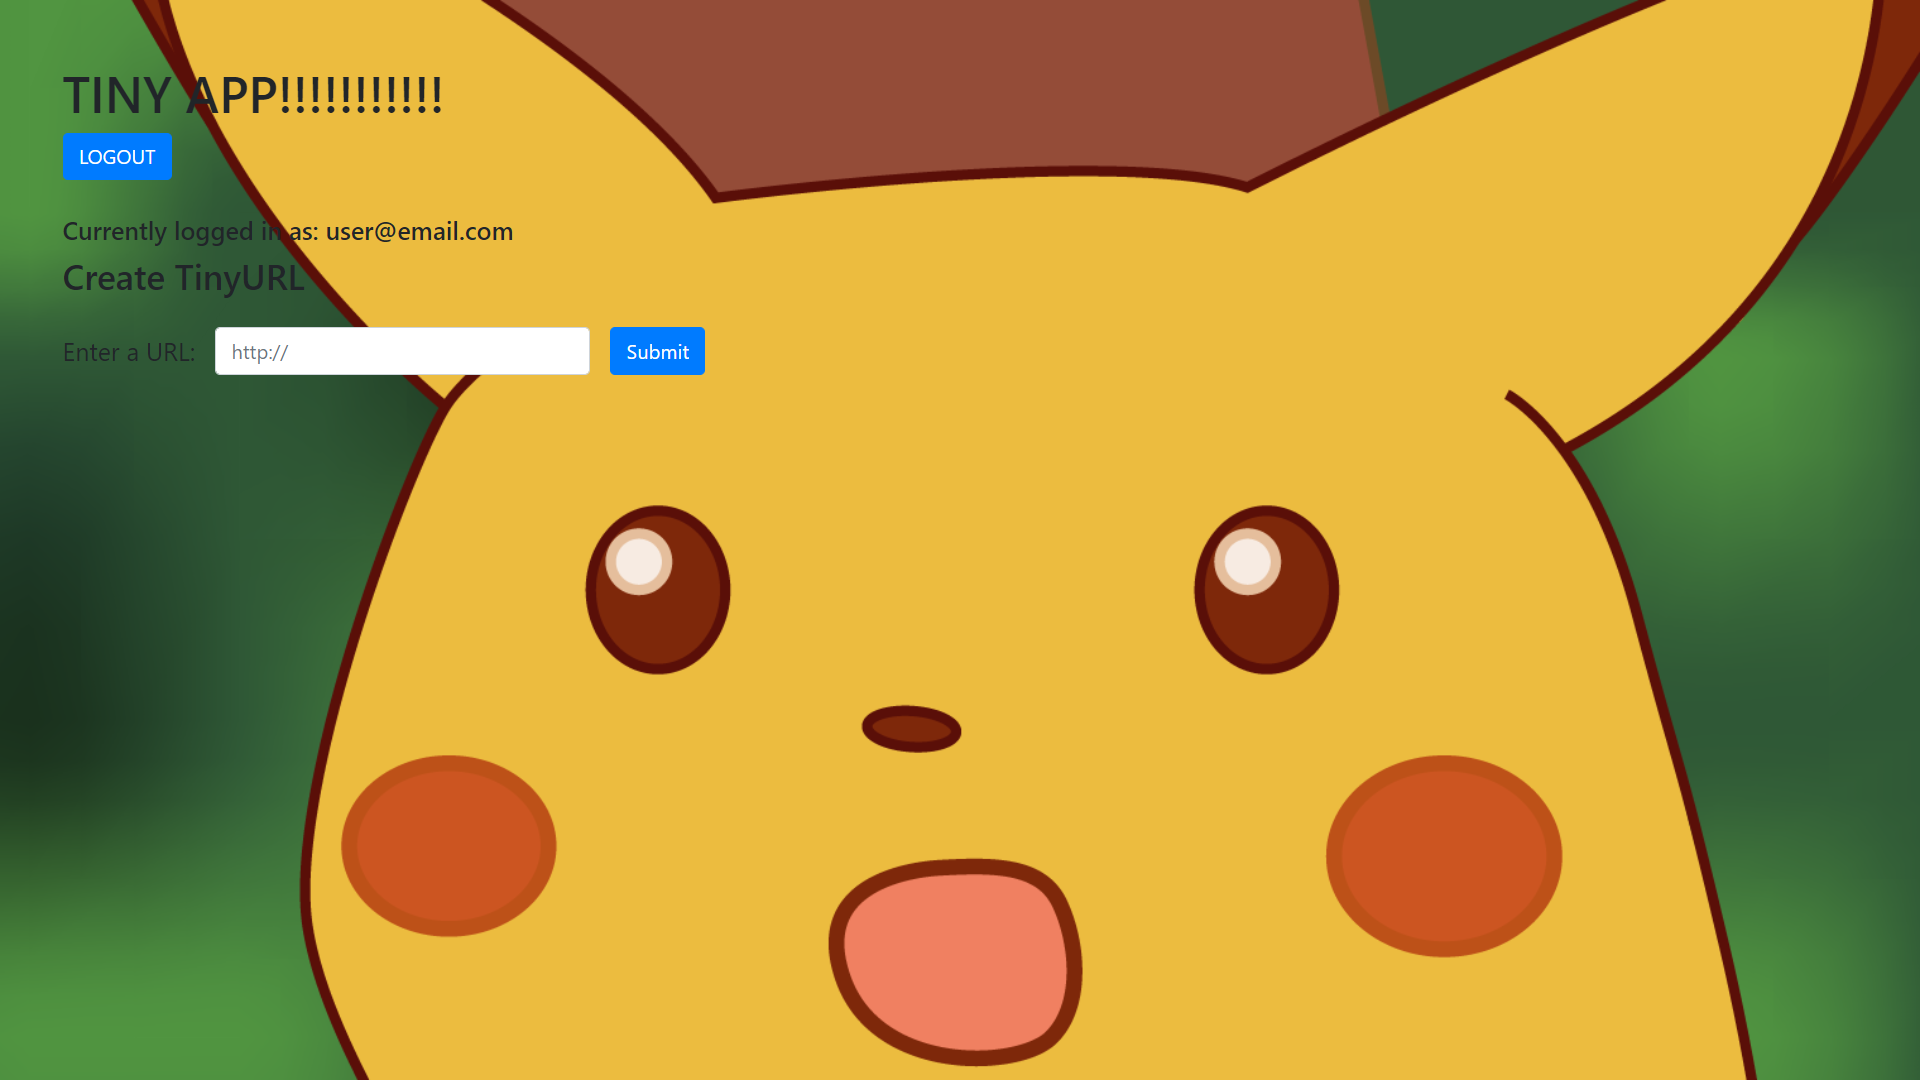 TINY APP!!!!!!!!!!!
LOGOUT
Currently logged in as: user@email.com
Create TinyURL
Enter a URL: http:// Submit